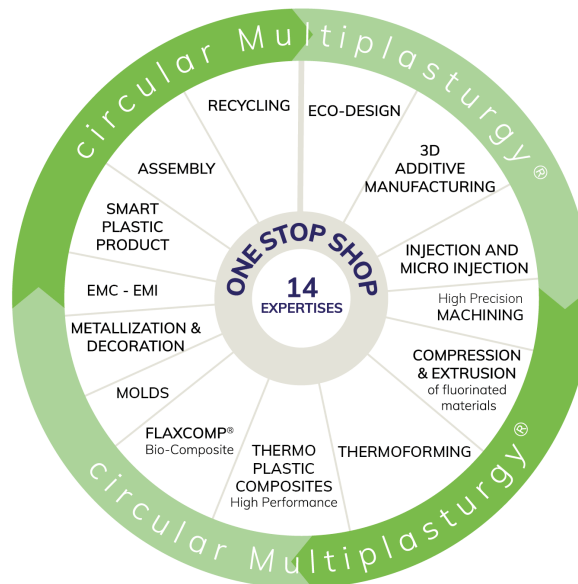 circular Multiplasturgy®
RECYCLING
ECO-DESIGN
3D
ADDITIVE
MANUFACTURING
INJECTION AND
MICRO INJECTION
High Precision
MACHINING
COMPRESSION
& EXTRUSION
of fluorinated
materials
THERMOFORMING
THERMO
PLASTIC
COMPOSITES
High Performance
FLAXCOMP®
Bio-Composite
MOLDS
METALLIZATION &
DECORATION
EMC - EMI
SMART
PLASTIC
PRODUCT
ASSEMBLY
ONE STOP SHOP
14
EXPERTISES
circular Multiplasturgy®